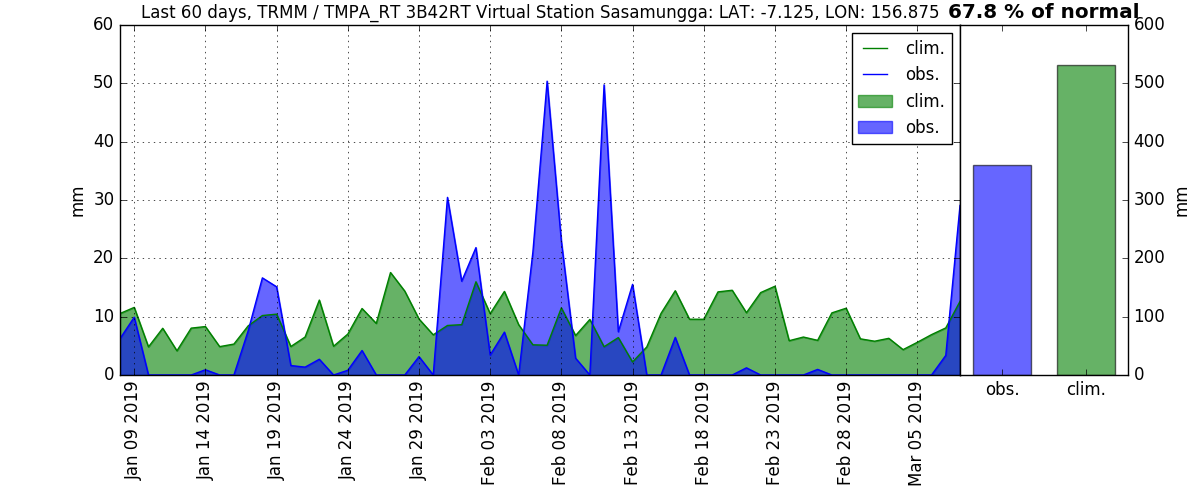 Last 60 days, TRMM / TMPA_RT 3B42RT Virtual Station Sasamungga: LAT: -7.125, LON: 156.875 67.8 % of normal
60
50
40
30
20
10
0
mm
clim.
obs.
clim.
obs.
600
500
400
300
200
100
0
mm
Jan 09 2019
Jan 14 2019
Jan 19 2019
Jan 24 2019
Jan 29 2019
Feb 03 2019
Feb 08 2019
Feb 13 2019
Feb 18 2019
Feb 23 2019
Feb 28 2019
Mar 05 2019
obs.
clim.